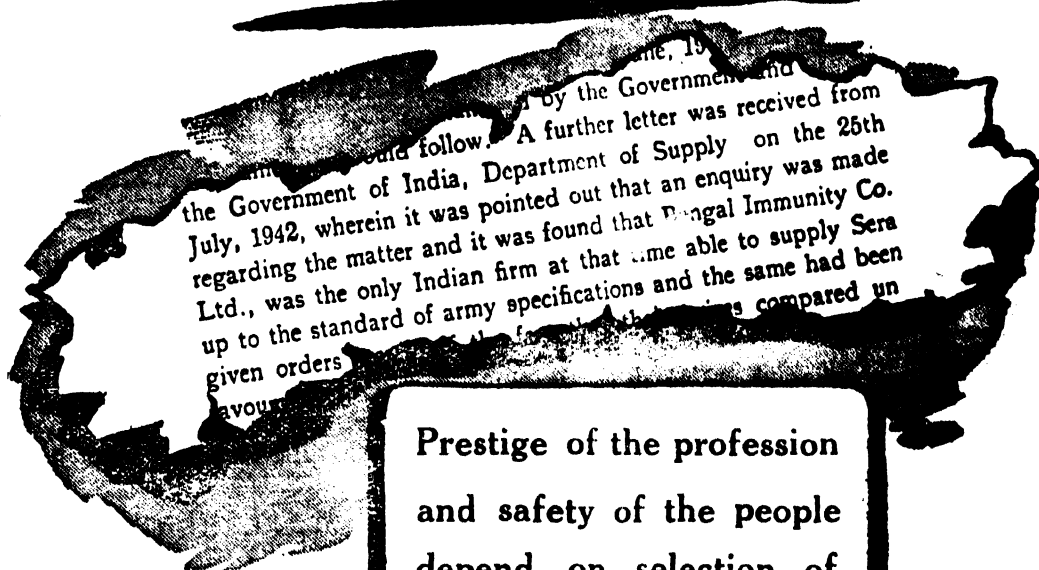 by the Government and
follow. A further letter was received from
the Government of India, Department of Supply on the 25th
July, 1942, wherein it was pointed out that an enquiry was made
regarding the matter and it was found that Bengal Immunity Co.
Ltd., was the only Indian firm at that time able to supply Sera
up to the standard of army specifications and the same had been
given orders compared un
Prestige of the profession
and safety of the people
depend on selection of